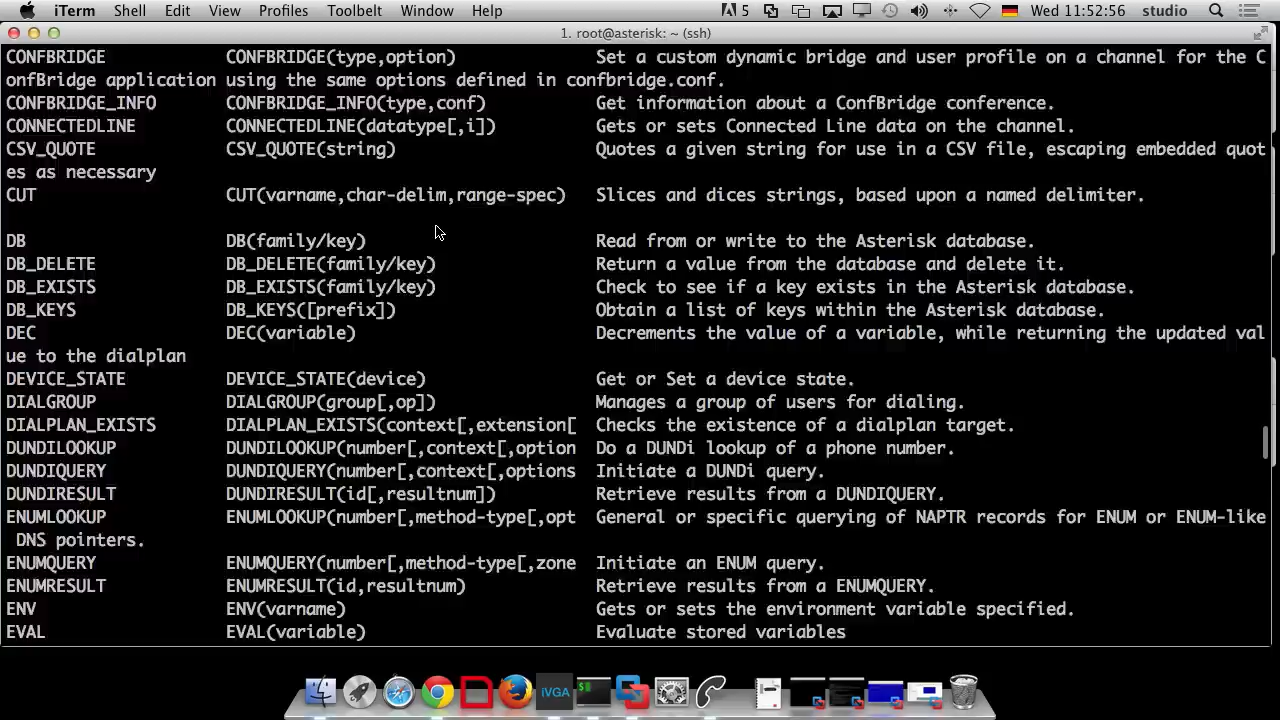 iTerm Shell Edit View Profiles Toolbelt Window Help 5 Wed 11:52:56 studio
1. root@asterisk: ~ (ssh)
CONFBRIDGE CONFBRIDGE(type,option) Set a custom dynamic bridge and user profile on a channel for the C
onfBridge application using the same options defined in confbridge.conf.
CONFBRIDGE_INFO CONFBRIDGE_INFO(type,conf) Get information about a ConfBridge conference.
CONNECTEDLINE CONNECTEDLINE(datatype[,i]) Gets or sets Connected Line data on the channel.
CSV_QUOTE CSV_QUOTE(string) Quotes a given string for use in a CSV file, escaping embedded quot
es as necessary
CUT CUT(varname,char-delim,range-spec) Slices and dices strings, based upon a named delimiter.
DB DB(family/key) Read from or write to the Asterisk database.
DB_DELETE DB_DELETE(family/key) Return a value from the database and delete it.
DB_EXISTS DB_EXISTS(family/key) Check to see if a key exists in the Asterisk database.
DB_KEYS DB_KEYS([prefix]) Obtain a list of keys within the Asterisk database.
DEC DEC(variable) Decrements the value of a variable, while returning the updated val
ue to the dialplan
DEVICE_STATE DEVICE_STATE(device) Get or Set a device state.
DIALGROUP DIALGROUP(group[,op]) Manages a group of users for dialing.
DIALPLAN_EXISTS DIALPLAN_EXISTS(context[,extension[ Checks the existence of a dialplan target.
DUNDILOOKUP DUNDILOOKUP(number[,context[,option Do a DUNDi lookup of a phone number.
DUNDIQUERY DUNDIQUERY(number[,context[,options Initiate a DUNDi query.
DUNDIRESULT DUNDIRESULT(id[,resultnum]) Retrieve results from a DUNDIQUERY.
ENUMLOOKUP ENUMLOOKUP(number[,method-type[,opt General or specific querying of NAPTR records for ENUM or ENUM-like
DNS pointers.
ENUMQUERY ENUMQUERY(number[,method-type[,zone Initiate an ENUM query.
ENUMRESULT ENUMRESULT(id,resultnum) Retrieve results from a ENUMQUERY.
ENV ENV(varname) Gets or sets the environment variable specified.
EVAL EVAL(variable) Evaluate stored variables
iVGA